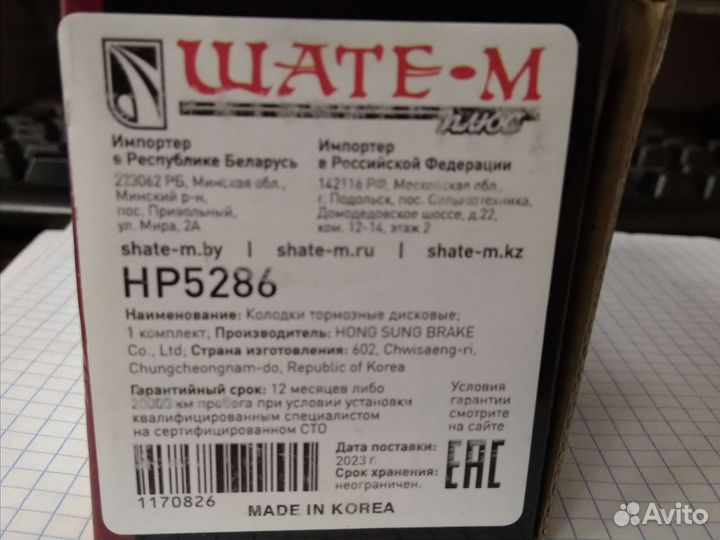 ШАТЕ-М
ПЛЮС
Импортер
в Республике Беларусь
223062 РБ, Минская обл.,
Минский р-н,
пос. Привольный,
ул. Мира, 2А
Импортер
в Российской Федерации
142116 РФ, Московская обл.,
г. Подольск, пос. Сельхозтехника,
Домодедовское шоссе, д.22,
ком. 12-14, этаж 2
shate-m.by | shate-m.ru | shate-m.kz
HP5286
Наименование: Колодки тормозные дисковые;
1 комплект; Производитель: HONG SUNG BRAKE
Co., Ltd; Страна изготовления: 602, Chwisaeng-ri,
Chungcheongnam-do, Republic of Korea
Гарантийный срок: 12 месяцев либо
20000 км пробега при условии установки
квалифицированным специалистом
на сертифицированном СТО
Условия
гарантии
смотрите
на сайте
Дата поставки:
2023 г.
Срок хранения:
неограничен.
EAC
1170826
MADE IN KOREA
Avito